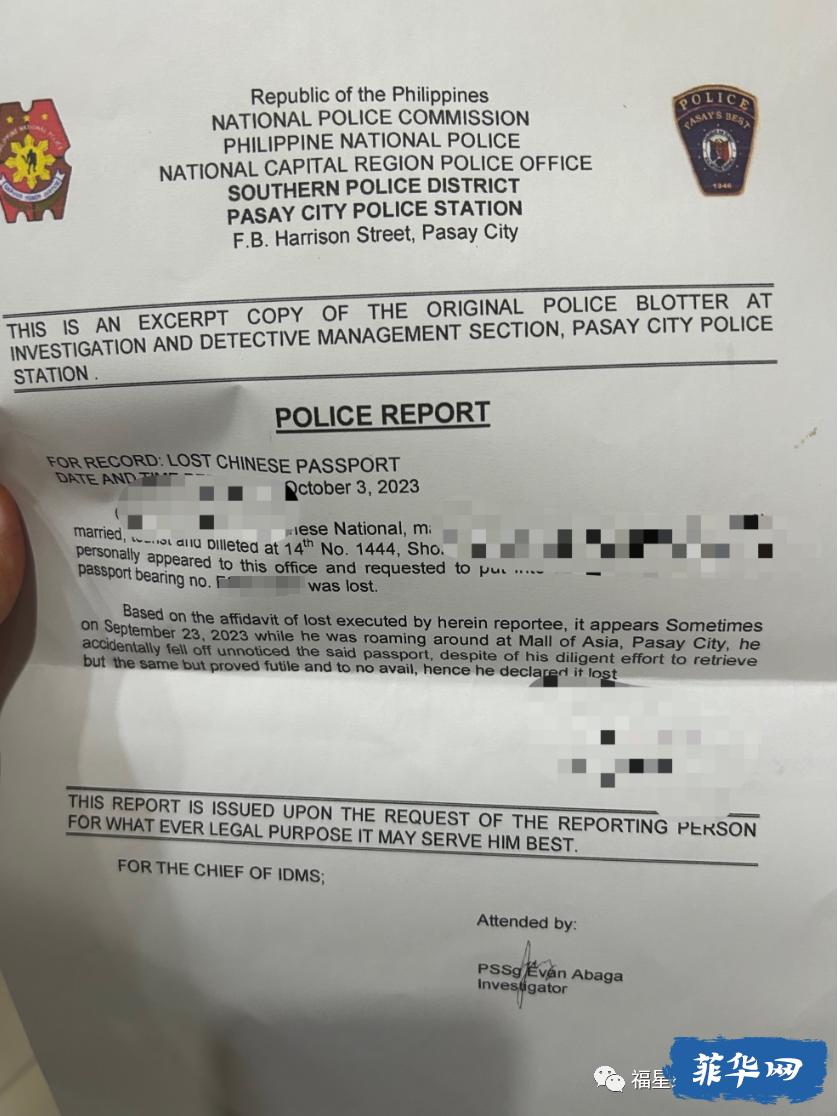 Republic of the Philippines
NATIONAL POLICE COMMISSION
PHILIPPINE NATIONAL POLICE
NATIONAL CAPITAL REGION POLICE OFFICE
SOUTHERN POLICE DISTRICT
PASAY CITY POLICE STATION
F.B. Harrison Street, Pasay City
POLICE
PASAY'S BEST
1946
THIS IS AN EXCERPT COPY OF THE ORIGINAL POLICE BLOTTER AT
INVESTIGATION AND DETECTIVE MANAGEMENT SECTION, PASAY CITY POLICE
STATION .
POLICE REPORT
FOR RECORD: LOST CHINESE PASSPORT
DATE AND October 3, 2023
National,
married, and billeted at 14th No. 1444,
personally appeared to this office and requested to
passport bearing no. was lost.
Based on the affidavit of lost executed by herein reportee, it appears Sometimes
on September 23, 2023 while he was roaming around at Mall of Asia, Pasay City, he
accidentally fell off unnoticed the said passport, despite of his diligent effort to retrieve
but the same but proved futile and to no avail, hence he declared it lost
THIS REPORT IS ISSUED UPON THE REQUEST OF THE REPORTING PERSON
FOR WHAT EVER LEGAL PURPOSE IT MAY SERVE HIM BEST.
FOR THE CHIEF OF IDMS;
Attended by:
PSSg Evan Abaga
Investigator
福星
菲华网